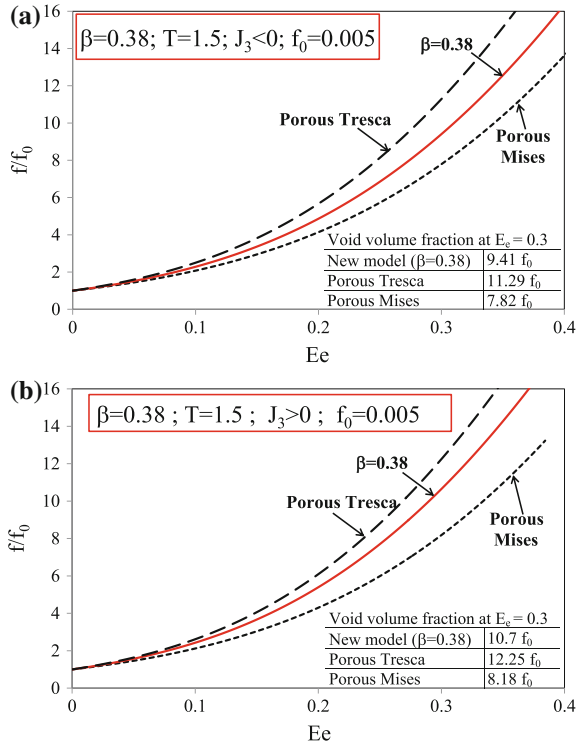 (a)
β=0.38; T=1.5; J3<0; f0=0.005
16
14
12
10
8
6
4
2
0
f/f0
β=0.38
Porous Tresca
Porous
Mises
Void volume fraction at Ee = 0.3
New model (β=0.38) 9.41 f0
Porous Tresca 11.29 f0
Porous Mises 7.82 f0
0 0.1 0.2 0.3 0.4
Ee
(b)
β=0.38 ; T=1.5 ; J3>0 ; f0=0.005
16
14
12
10
8
6
4
2
0
f/f0
β=0.38
Porous Tresca
Porous
Mises
Void volume fraction at Ee = 0.3
New model (β=0.38) 10.7 f0
Porous Tresca 12.25 f0
Porous Mises 8.18 f0
0 0.1 0.2 0.3 0.4
Ee